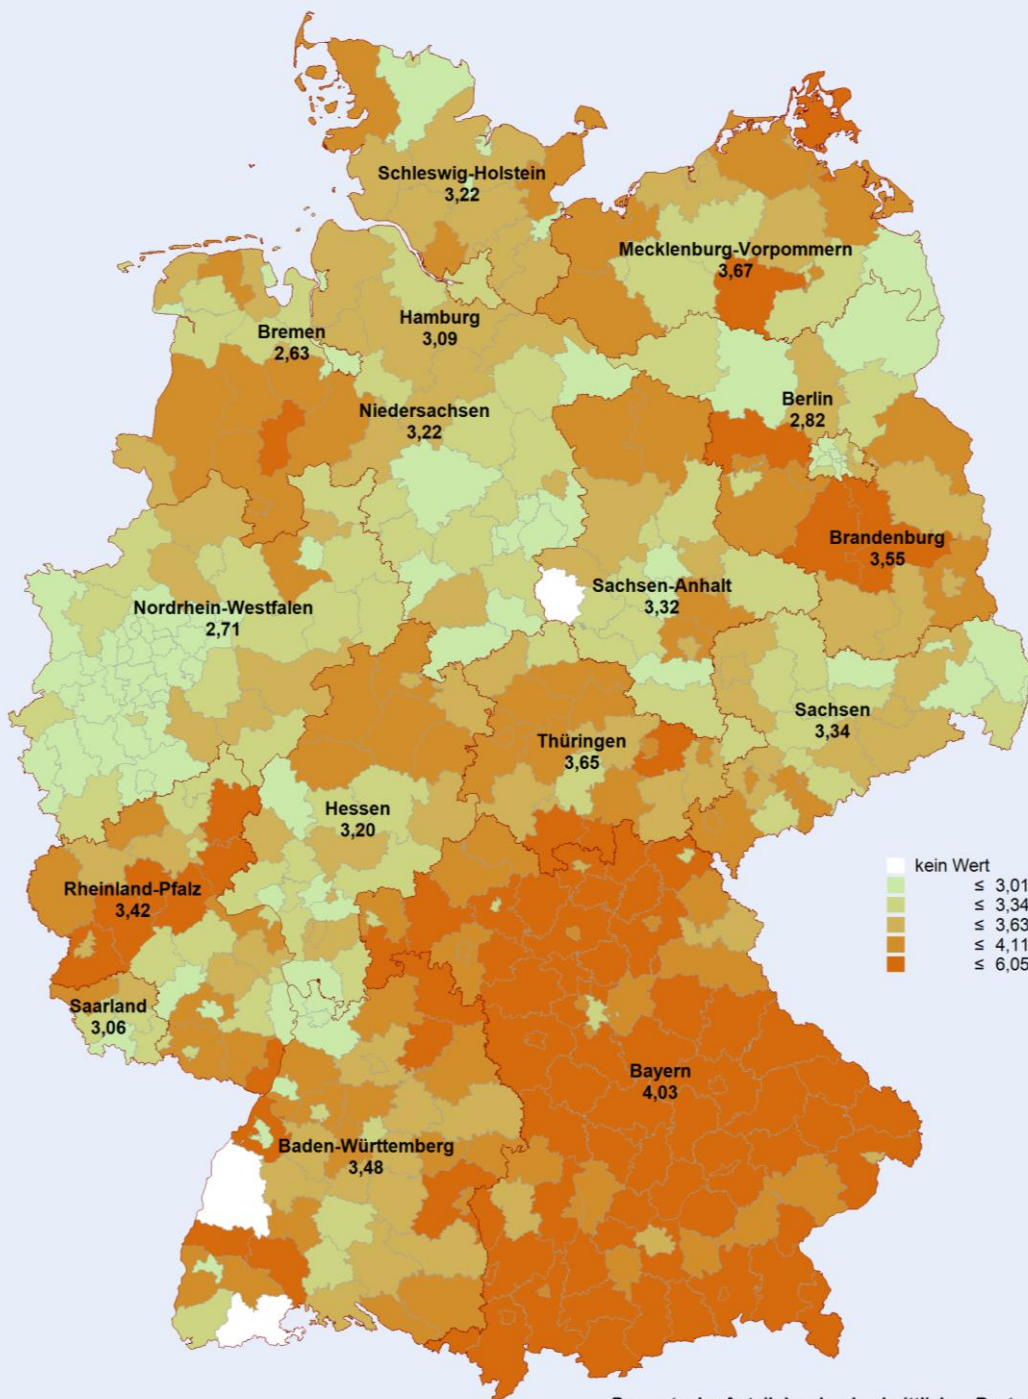 Schleswig-Holstein
3,22
Mecklenburg-Vorpommern
3,67
Hamburg
3,09
Bremen
2,63
Berlin
2,82
Niedersachsen
3,22
Brandenburg
3,55
Sachsen-Anhalt
3,32
Nordrhein-Westfalen
2,71
Sachsen
3,34
Thüringen
3,65
Hessen
3,20
kein Wert
≤ 3,01
≤ 3,34
≤ 3,63
≤ 4,11
≤ 6,05
Rheinland-Pfalz
3,42
Saarland
3,06
Bayern
4,03
Baden-Württemberg
3,48